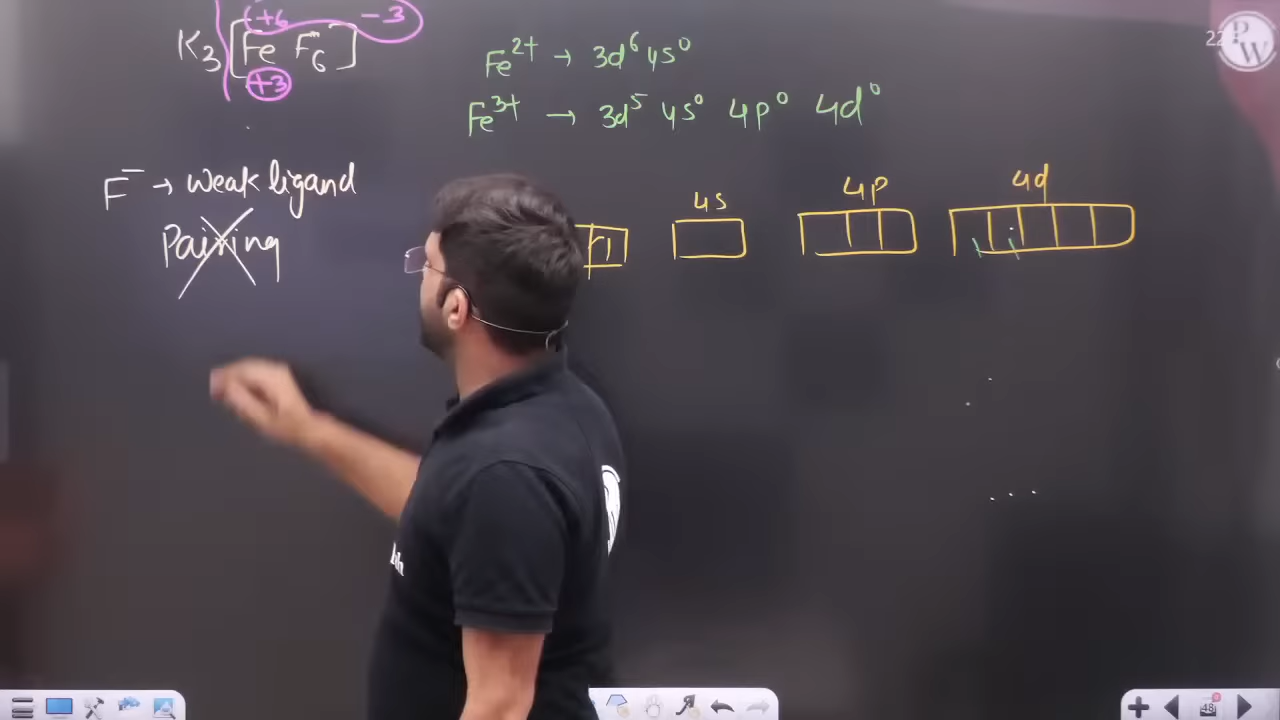 (+6 -3
K3[Fe F6]
+3
Fe2+ → 3d6 4s0
Fe3+ → 3d5 4s0 4p0 4d0
F- → weak ligand
Pairing
4s 4p 4d
PW